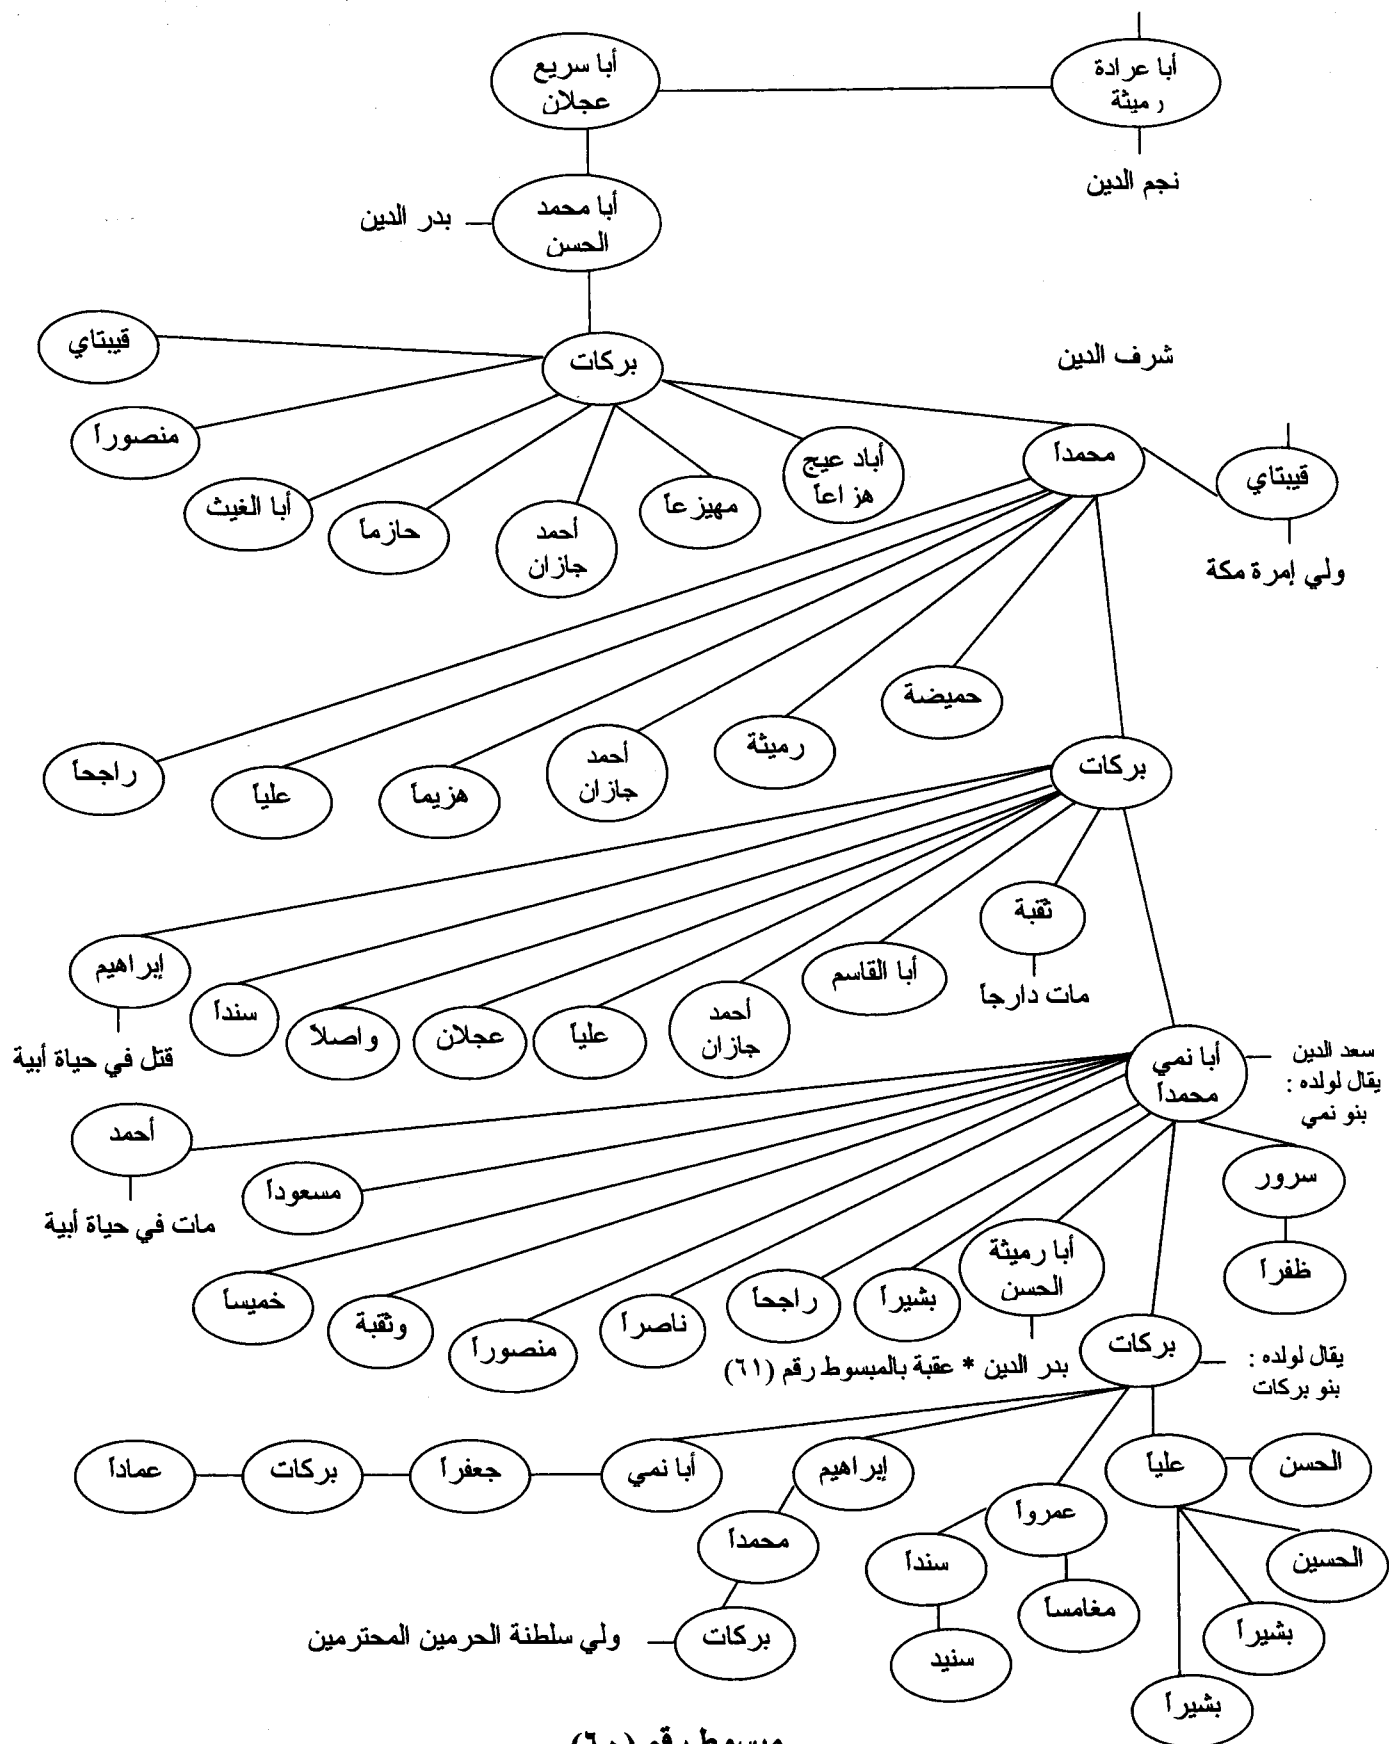 أبا عرادة
رميثة
نجم الدين
أبا سريع
عجلان
أبا محمد
الحسن
بدر الدين
بركات
شرف الدين
محمداً
قيبتاي
ولي إمرة مكة
أباد عيج
هزاعاً
مهيزعاً
أحمد
جازان
حازماً
أبا الغيث
منصوراً
قيبتاي
حميضة
رميثة
أحمد
جازان
هزيماً
علياً
راجحاً
بركات
ثقبة
مات دارجاً
أبا القاسم
أحمد
جازان
علياً
عجلان
واصلاً
سنداً
إبراهيم
قتل في حياة أبية
أبا نمي
محمداً
سعد الدين
يقال لولده :
بنو نمي
سرور
ظفراً
أبا رميثة
الحسن
بدر الدين * عقبة بالمبسوط رقم (٦١)
بشيراً
راجحاً
ناصراً
منصوراً
وثقبة
خميساً
مسعوداً
أحمد
مات في حياة أبية
بركات
يقال لولده :
بنو بركات
علياً
الحسن
الحسين
بشيراً
بشيراً
عمروا
مغامساً
سنداً
سنيد
إبراهيم
محمداً
بركات
ولي سلطنة الحرمين المحترمين
أبا نمي
جعفراً
بركات
عماداً
مبسوط رقم (٦٠)